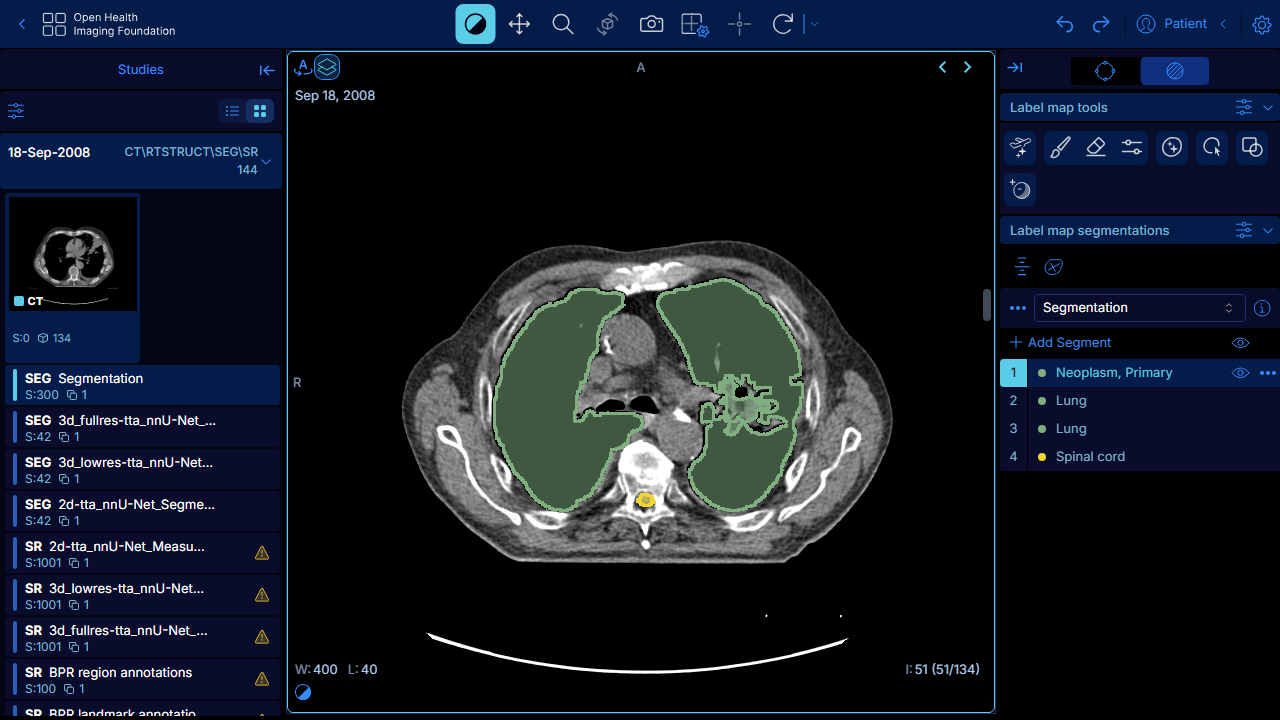 Open Health
Imaging Foundation
Patient
Studies
18-Sep-2008
CT\RTSTRUCT\SEG\SR
144
CT
S:0 134
SEG Segmentation
S:300 1
SEG 3d_fullres-tta_nnU-Net_...
S:42 1
SEG 3d_lowres-tta_nnU-Net...
S:42 1
SEG 2d-tta_nnU-Net_Segme...
S:42 1
SR 2d-tta_nnU-Net_Measu...
S:1001 1
SR 3d_lowres-tta_nnU-Net...
S:1001 1
SR 3d_fullres-tta_nnU-Net_...
S:1001 1
SR BPR region annotations
S:100 1
SR BPR landmark annotatio
A
A
Sep 18, 2008
R
W:400 L:40
I:51 (51/134)
Label map tools
Label map segmentations
Segmentation
Add Segment
1 Neoplasm, Primary
2 Lung
3 Lung
4 Spinal cord